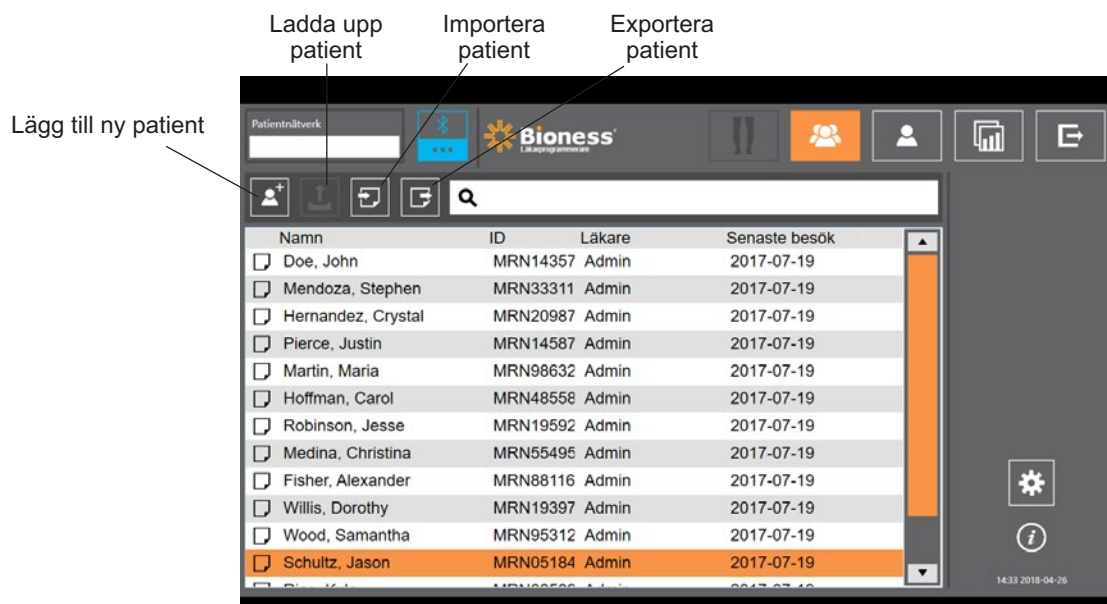 Ladda upp
patient
Importera
patient
Exportera
patient
Lägg till ny patient
Patientnätverk
Bioness
Läkarprogrammerare
Namn ID Läkare Senaste besök
Doe, John MRN14357 Admin 2017-07-19
Mendoza, Stephen MRN33311 Admin 2017-07-19
Hernandez, Crystal MRN20987 Admin 2017-07-19
Pierce, Justin MRN14587 Admin 2017-07-19
Martin, Maria MRN98632 Admin 2017-07-19
Hoffman, Carol MRN48558 Admin 2017-07-19
Robinson, Jesse MRN19592 Admin 2017-07-19
Medina, Christina MRN55495 Admin 2017-07-19
Fisher, Alexander MRN88116 Admin 2017-07-19
Willis, Dorothy MRN19397 Admin 2017-07-19
Wood, Samantha MRN95312 Admin 2017-07-19
Schultz, Jason MRN05184 Admin 2017-07-19
14:33 2018-04-26